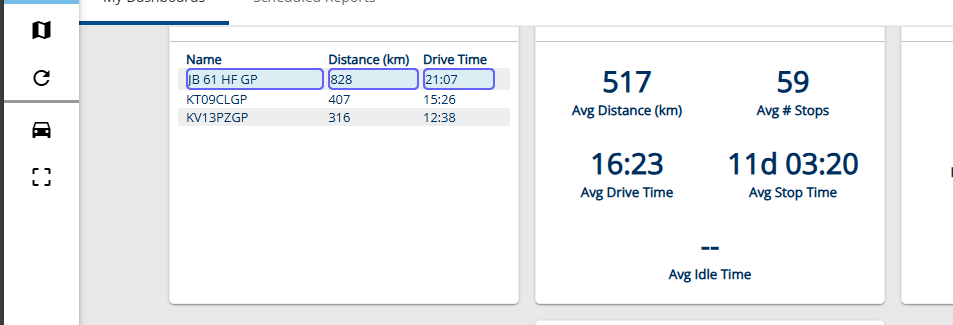 My Dashboards Scheduled Reports
Name Distance (km) Drive Time
JB 61 HF GP 828 21:07
KT09CLGP 407 15:26
KV13PZGP 316 12:38
517 59
Avg Distance (km) Avg # Stops
16:23 11d 03:20
Avg Drive Time Avg Stop Time
--
Avg Idle Time